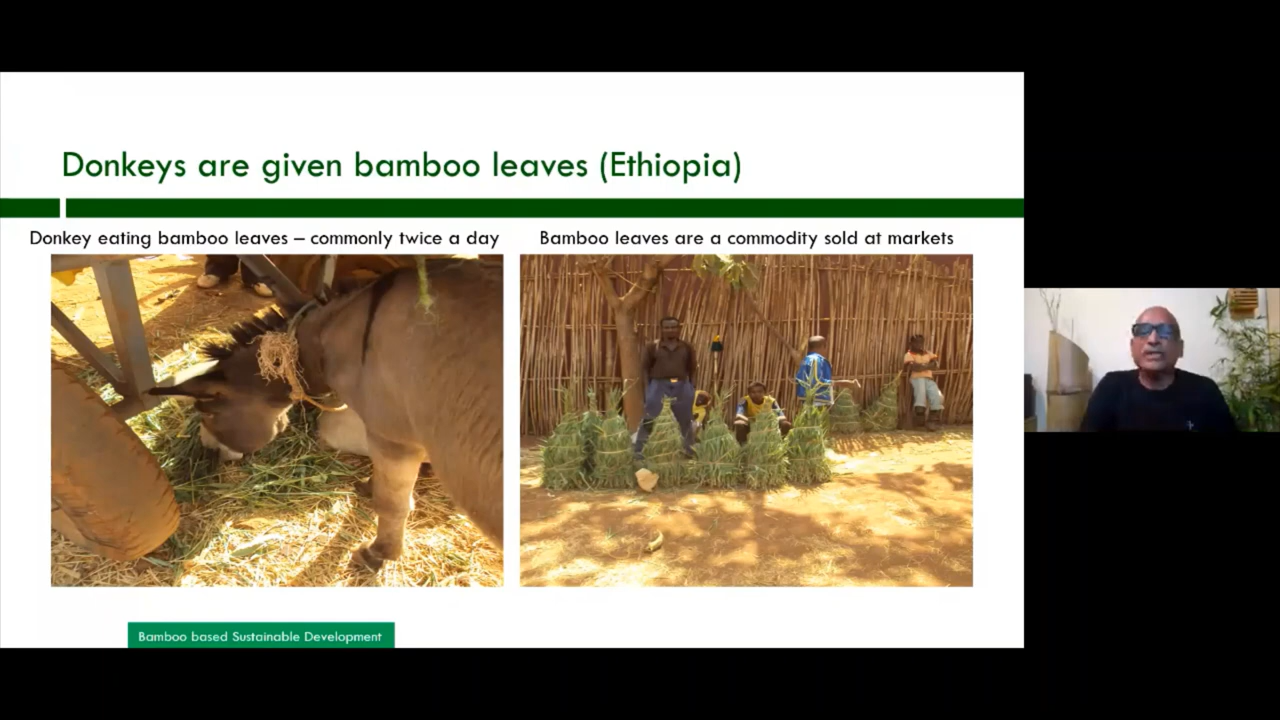 Donkeys are given bamboo leaves (Ethiopia)
Donkey eating bamboo leaves – commonly twice a day
Bamboo leaves are a commodity sold at markets
Bamboo based Sustainable Development